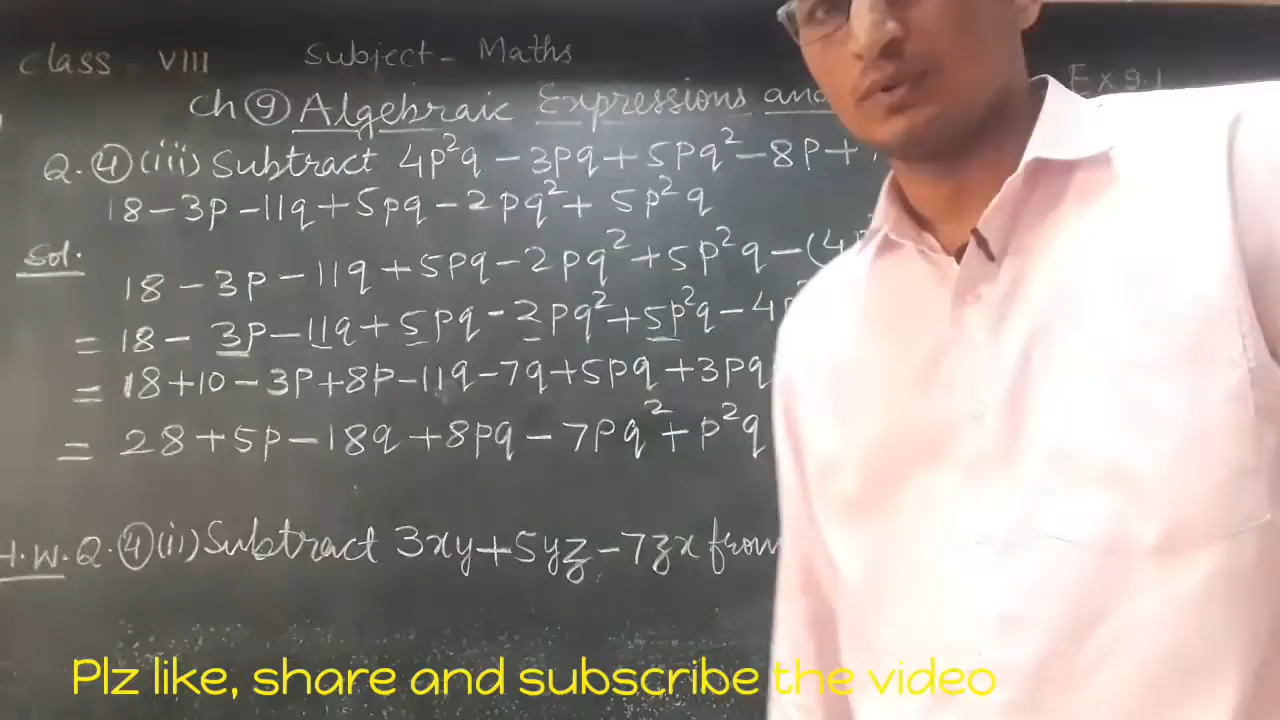 Class VIII Subject - Maths
Ex 9.1
Ch ⑨ Algebraic Expressions and
Q. ④ (iii) Subtract 4p²q - 3pq + 5pq² - 8p +
18 - 3p - 11q + 5pq - 2pq² + 5p²q
Sol.
18 - 3p - 11q + 5pq - 2pq² + 5p²q - (4p
= 18 - 3p - 11q + 5pq - 2pq² + 5p²q - 4p²
= 18 + 10 - 3p + 8p - 11q - 7q + 5pq + 3pq
= 28 + 5p - 18q + 8pq - 7pq² + p²q
H.W. Q. ④ (ii) Subtract 3xy + 5yz - 7zx from
Plz like, share and subscribe the video